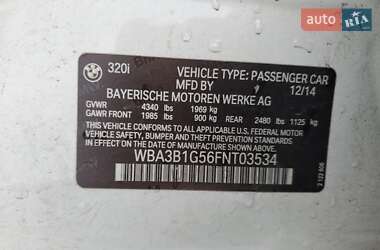 auto.ria.com
320i
VEHICLE TYPE: PASSENGER CAR
MFD BY
12/14
BAYERISCHE MOTOREN WERKE AG
GVWR 4340 lbs 1969 kg
GAWR FRONT 1985 lbs 900 kg REAR 2480 lbs 1125 kg
THIS VEHICLE CONFORMS TO ALL APPLICABLE U.S. FEDERAL MOTOR VEHICLE
SAFETY, BUMPER, AND THEFT PREVENTION STANDARDS IN
EFFECT ON THE DATE OF MANUFACTURE SHOWN ABOVE.
WBA3B1G56FNT03534